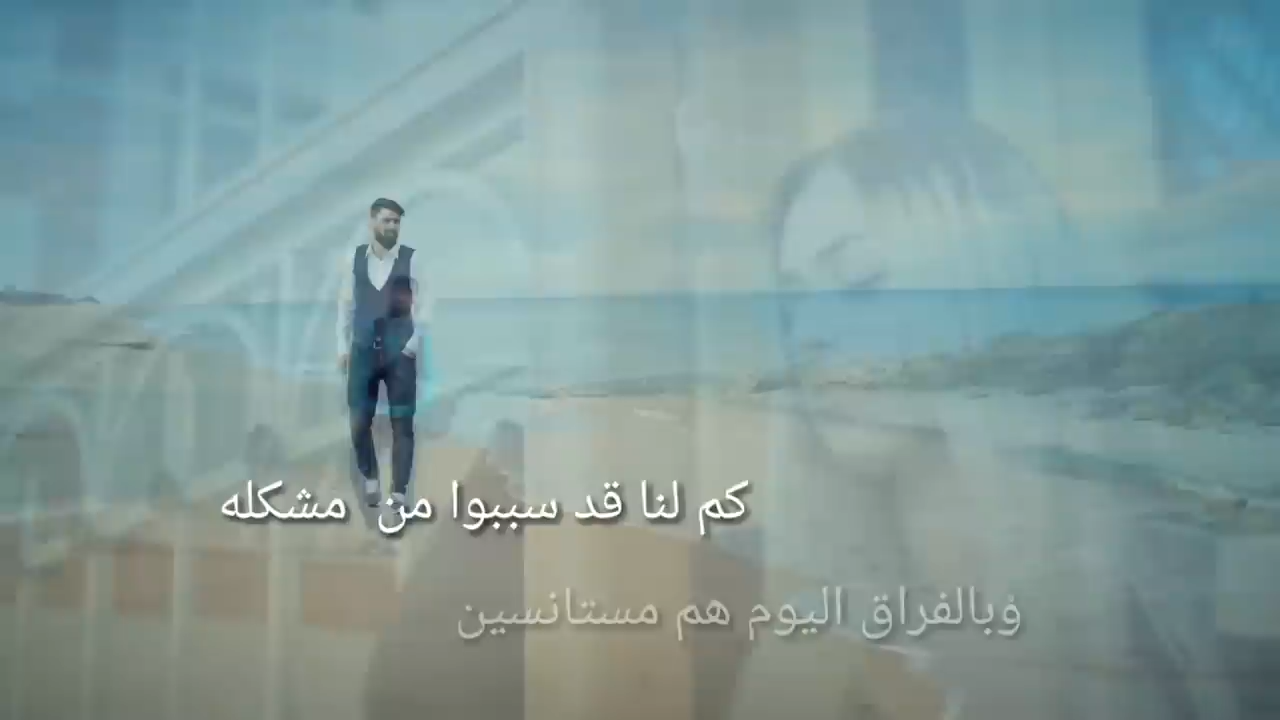 كم لنا قد سببوا من مشكله
وبالفراق اليوم هم مستانسين